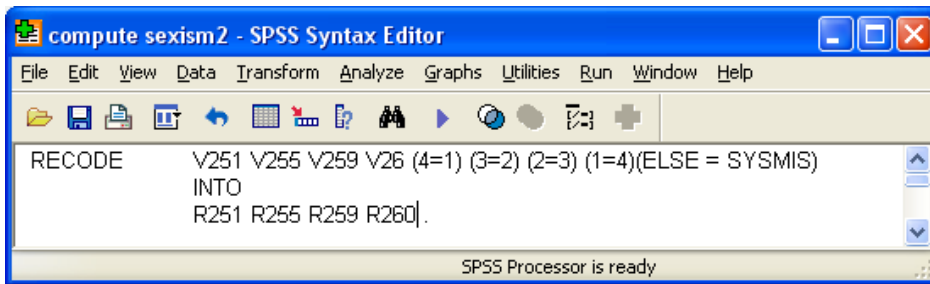 compute sexism2 - SPSS Syntax Editor
File Edit View Data Transform Analyze Graphs Utilities Run Window Help
RECODE V251 V255 V259 V26 (4=1) (3=2) (2=3) (1=4)(ELSE = SYSMIS)
INTO
R251 R255 R259 R260 .
SPSS Processor is ready